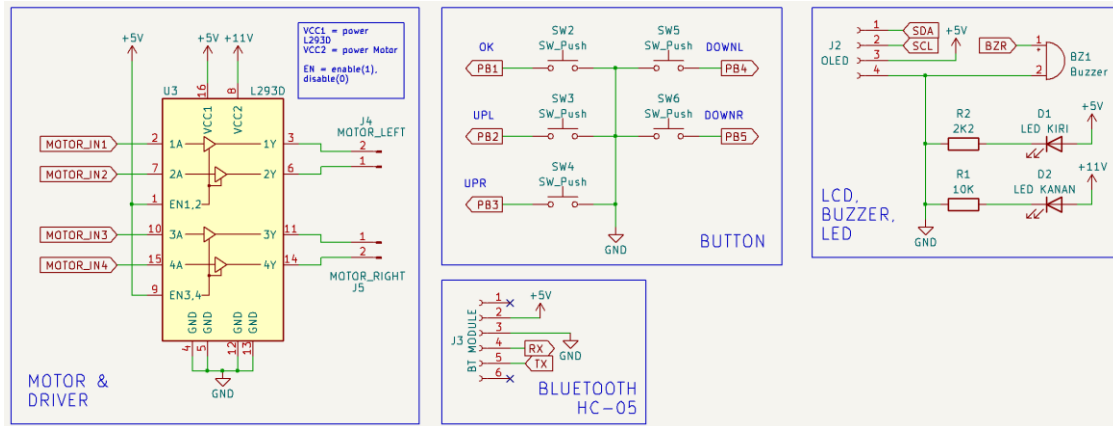 +5V
+5V
+11V
VCC1 = power
L293D
VCC2 = power Motor
EN = enable(1),
disable(0)
U3
L293D
16
8
VCC1
VCC2
MOTOR_IN1
2
1A
1Y
3
MOTOR_IN2
7
2A
2Y
6
1
EN1,2
MOTOR_IN3
10
3A
3Y
11
MOTOR_IN4
15
4A
4Y
14
9
EN3,4
GND
GND
GND
GND
4
5
12
13
GND
J4
MOTOR_LEFT
2
1
1
2
MOTOR_RIGHT
J5
MOTOR &
DRIVER
OK
SW2
SW_Push
PB1
SW5
SW_Push
DOWNL
PB4
UPL
SW3
SW_Push
PB2
SW6
SW_Push
DOWNR
PB5
UPR
SW4
SW_Push
PB3
GND
BUTTON
J3
BT MODULE
1
2
3
4
5
6
+5V
GND
RX
TX
BLUETOOTH
HC-05
J2
OLED
1
2
3
4
SDA
SCL
+5V
BZR
1
+
2
BZ1
Buzzer
R2
2K2
D1
LED KIRI
+5V
R1
10K
D2
LED KANAN
+11V
GND
LCD,
BUZZER,
LED